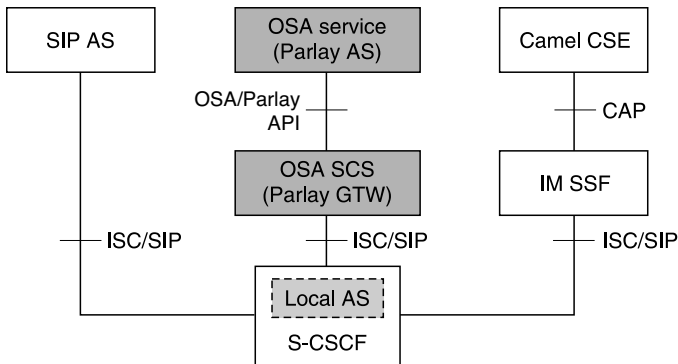 SIP AS
OSA service
(Parlay AS)
Camel CSE
OSA/Parlay
API
CAP
OSA SCS
(Parlay GTW)
IM SSF
ISC/SIP
ISC/SIP
ISC/SIP
Local AS
S-CSCF